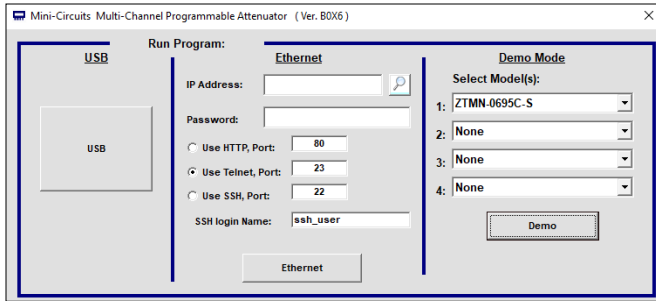 Mini-Circuits Multi-Channel Programmable Attenuator ( Ver. B0X6 )
Run Program:
USB
USB
Ethernet
IP Address:
Password:
Use HTTP, Port: 80
Use Telnet, Port: 23
Use SSH, Port: 22
SSH login Name: ssh_user
Ethernet
Demo Mode
Select Model(s):
1: ZTMN-0695C-S
2: None
3: None
4: None
Demo